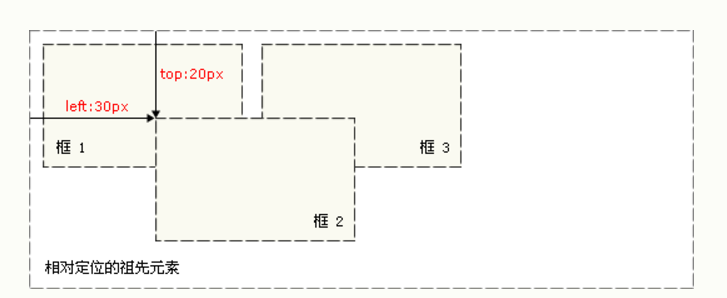 top:20px
left:30px
框 1
框 3
框 2
相对定位的祖先元素